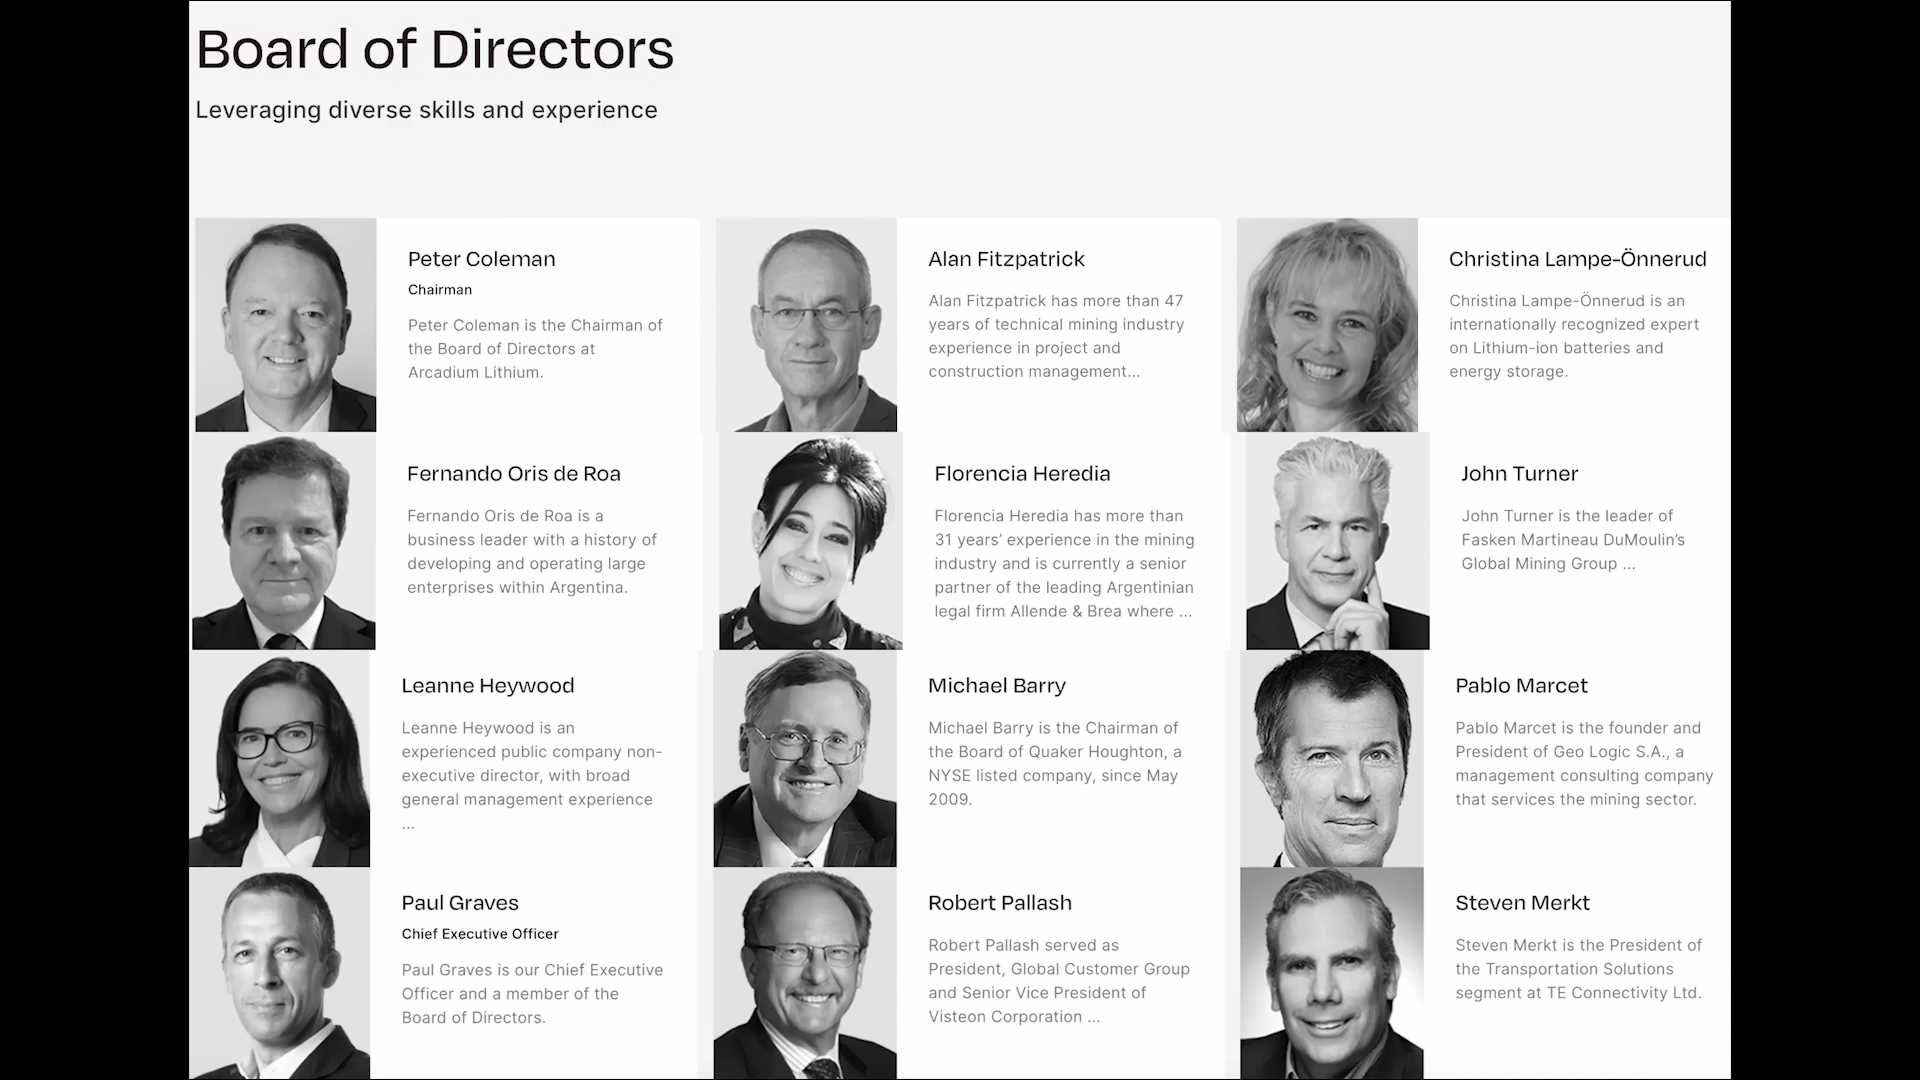 Board of Directors
Leveraging diverse skills and experience
Peter Coleman
Chairman
Peter Coleman is the Chairman of
the Board of Directors at
Arcadium Lithium.
Alan Fitzpatrick
Alan Fitzpatrick has more than 47
years of technical mining industry
experience in project and
construction management...
Christina Lampe-Önnerud
Christina Lampe-Önnerud is an
internationally recognized expert
on Lithium-ion batteries and
energy storage.
Fernando Oris de Roa
Fernando Oris de Roa is a
business leader with a history of
developing and operating large
enterprises within Argentina.
Florencia Heredia
Florencia Heredia has more than
31 years’ experience in the mining
industry and is currently a senior
partner of the leading Argentinian
legal firm Allende & Brea where ...
John Turner
John Turner is the leader of
Fasken Martineau DuMoulin’s
Global Mining Group ...
Leanne Heywood
Leanne Heywood is an
experienced public company non-
executive director, with broad
general management experience
...
Michael Barry
Michael Barry is the Chairman of
the Board of Quaker Houghton, a
NYSE listed company, since May
2009.
Pablo Marcet
Pablo Marcet is the founder and
President of Geo Logic S.A., a
management consulting company
that services the mining sector.
Paul Graves
Chief Executive Officer
Paul Graves is our Chief Executive
Officer and a member of the
Board of Directors.
Robert Pallash
Robert Pallash served as
President, Global Customer Group
and Senior Vice President of
Visteon Corporation ...
Steven Merkt
Steven Merkt is the President of
the Transportation Solutions
segment at TE Connectivity Ltd.